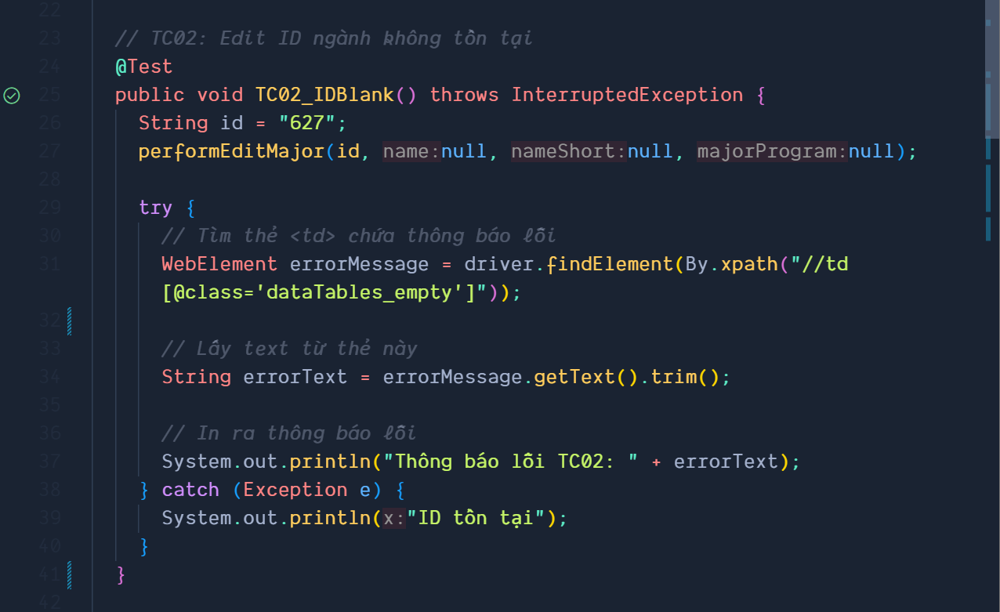 22
23 // TC02: Edit ID ngành không tồn tại
24 @Test
25 public void TC02_IDBlank() throws InterruptedException {
26 String id = "627";
27 performEditMajor(id, name:null, nameShort:null, majorProgram:null);
28
29 try {
30 // Tìm thẻ <td> chứa thông báo lỗi
31 WebElement errorMessage = driver.findElement(By.xpath("//td
[@class='dataTables_empty']"));
32
33 // Lấy text từ thẻ này
34 String errorText = errorMessage.getText().trim();
35
36 // In ra thông báo lỗi
37 System.out.println("Thông báo lỗi TC02: " + errorText);
38 } catch (Exception e) {
39 System.out.println(x:"ID tồn tại");
40 }
41 }
42